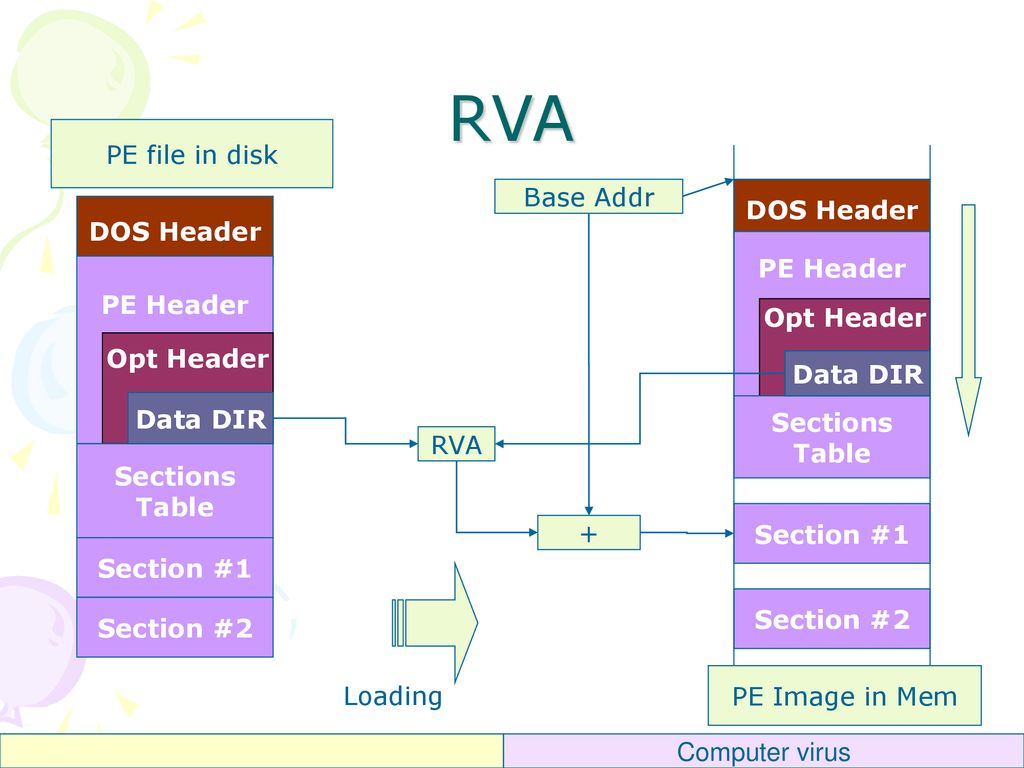 RVA
PE file in disk
DOS Header
PE Header
Opt Header
Data DIR
Sections
Table
Section #1
Section #2
Base Addr
RVA
+
Loading
DOS Header
PE Header
Opt Header
Data DIR
Sections
Table
Section #1
Section #2
PE Image in Mem
Computer virus